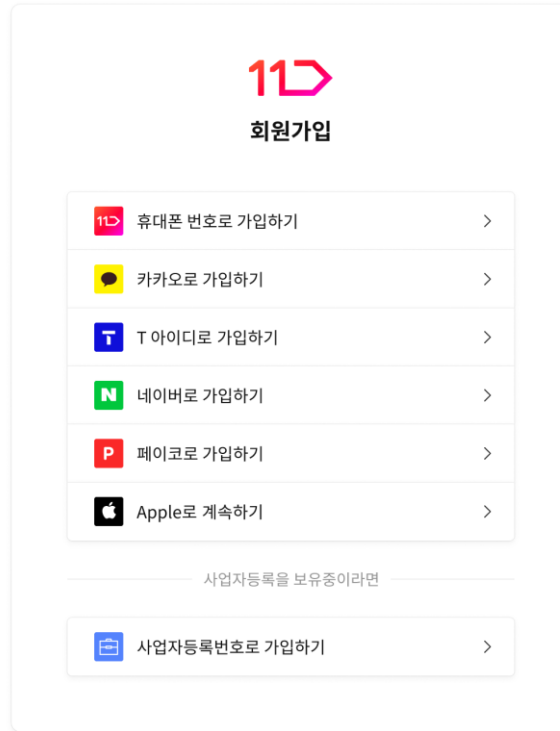 11
회원가입
11 휴대폰 번호로 가입하기
카카오로 가입하기
T T 아이디로 가입하기
N 네이버로 가입하기
P 페이코로 가입하기
Apple로 계속하기
사업자등록을 보유중이라면
사업자등록번호로 가입하기